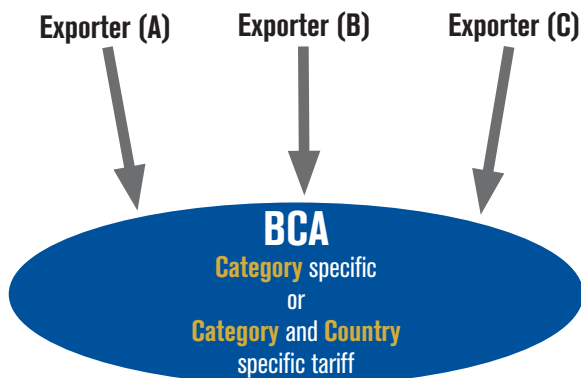 Exporter (A) Exporter (B) Exporter (C)
BCA
Category specific
or
Category and Country
specific tariff